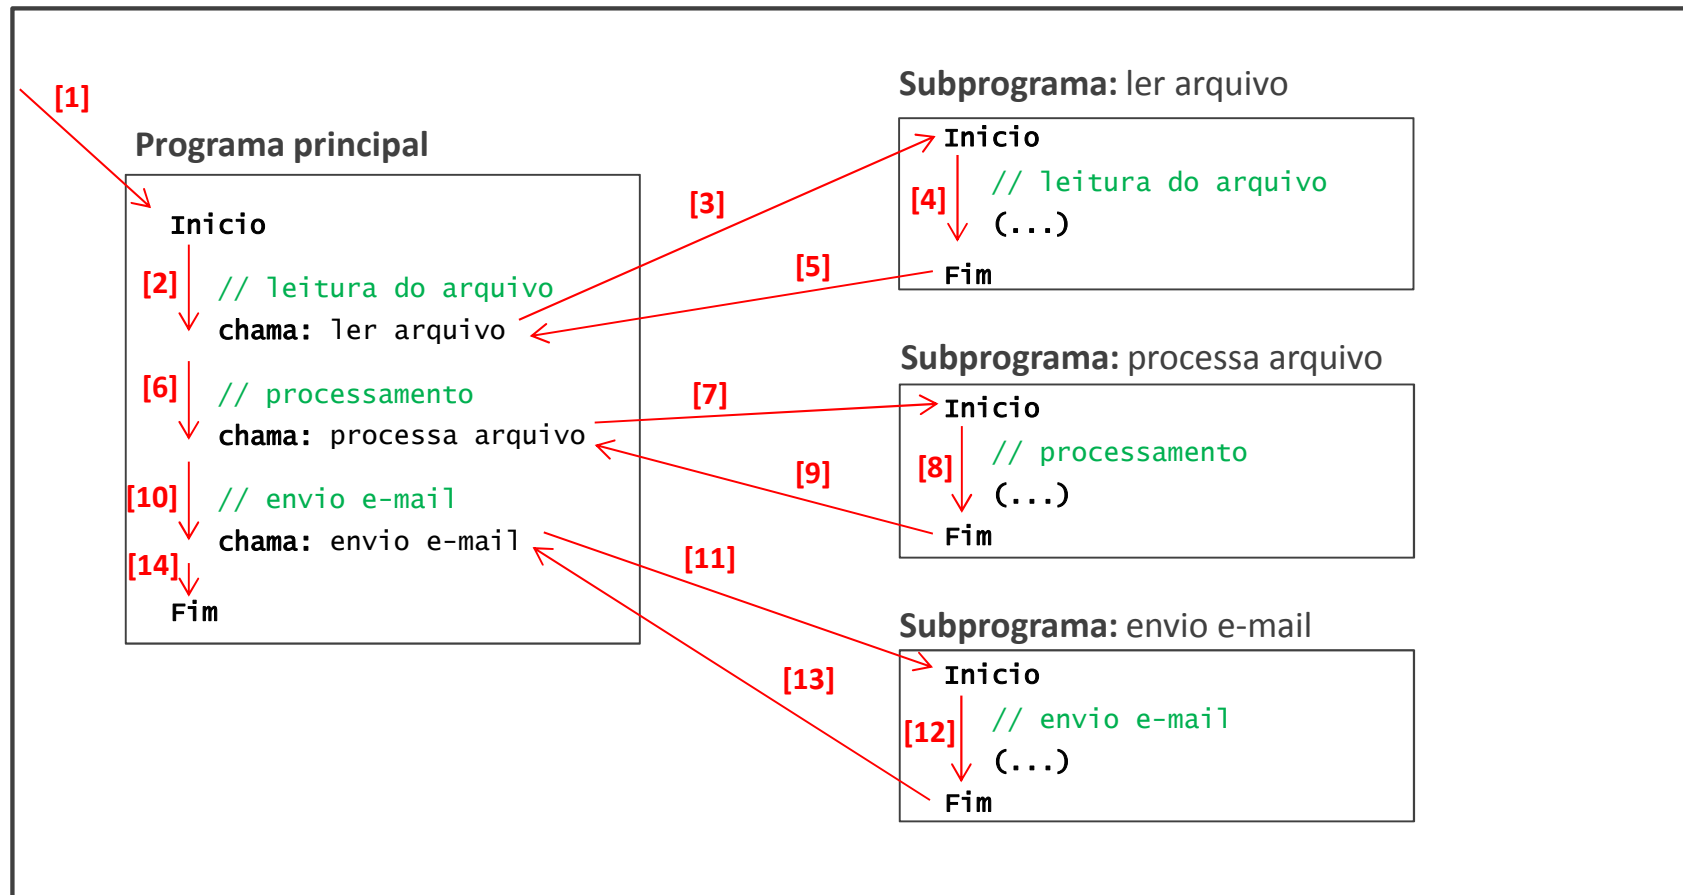 [1]
Programa principal
Inicio
[2]
// leitura do arquivo
chama: ler arquivo
[6]
// processamento
chama: processa arquivo
[10]
// envio e-mail
chama: envio e-mail
[14]
Fim
[3]
[5]
[7]
[9]
[11]
[13]
Subprograma: ler arquivo
Inicio
// leitura do arquivo
[4]
(...)
Fim
Subprograma: processa arquivo
Inicio
// processamento
[8]
(...)
Fim
Subprograma: envio e-mail
Inicio
// envio e-mail
[12]
(...)
Fim